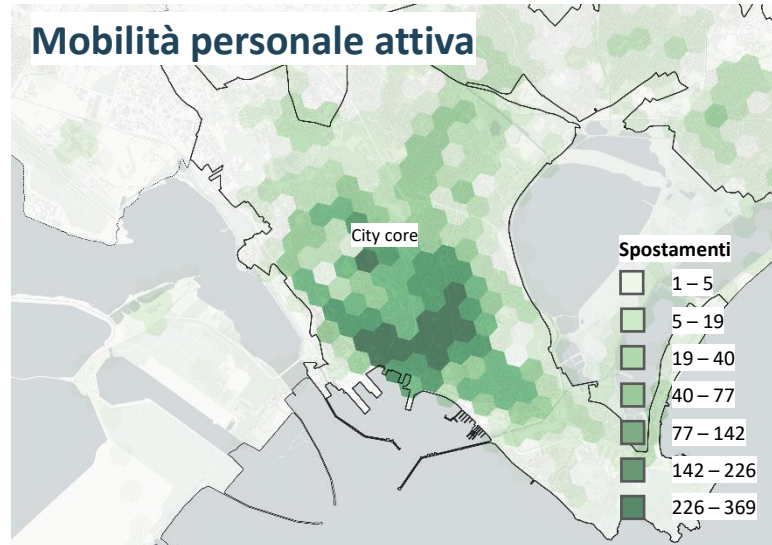 Mobilità personale attiva
City core
Spostamenti
1 – 5
5 – 19
19 – 40
40 – 77
77 – 142
142 – 226
226 – 369